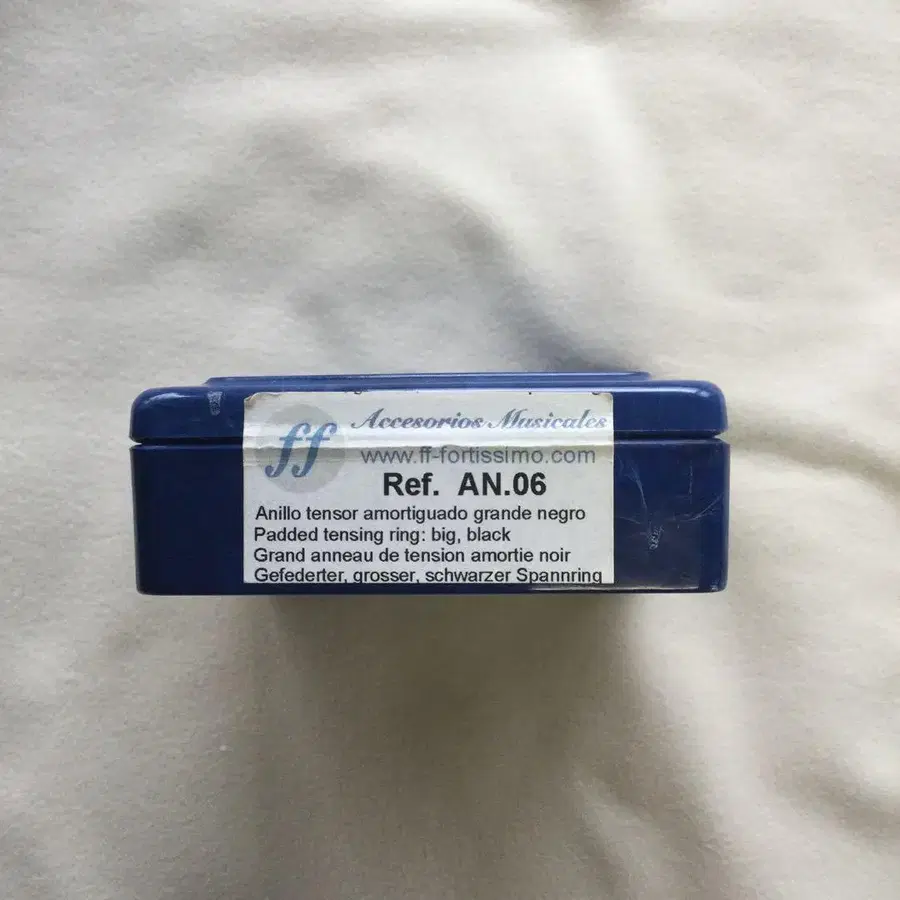 ff Accesorios Musicales
www.ff-fortissimo.com
Ref. AN.06
Anillo tensor amortiguado grande negro
Padded tensing ring: big, black
Grand anneau de tension amortie noir
Gefederter, grosser, schwarzer Spannring